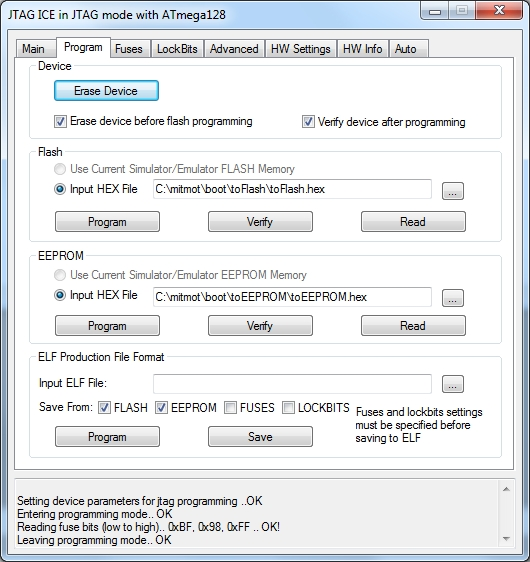 JTAG ICE in JTAG mode with ATmega128
Main Program Fuses LockBits Advanced HW Settings HW Info Auto
Device
Erase Device
Erase device before flash programming Verify device after programming
Flash
Use Current Simulator/Emulator FLASH Memory
Input HEX File C:\mitmot\boot\toFlash\toFlash.hex ...
Program Verify Read
EEPROM
Use Current Simulator/Emulator EEPROM Memory
Input HEX File C:\mitmot\boot\toEEPROM\toEEPROM.hex ...
Program Verify Read
ELF Production File Format
Input ELF File: ...
Save From: FLASH EEPROM FUSES LOCKBITS
Fuses and lockbits settings
must be specified before
saving to ELF
Program Save
Setting device parameters for jtag programming ..OK
Entering programming mode.. OK
Reading fuse bits (low to high).. 0xBF, 0x98, 0xFF .. OK!
Leaving programming mode.. OK